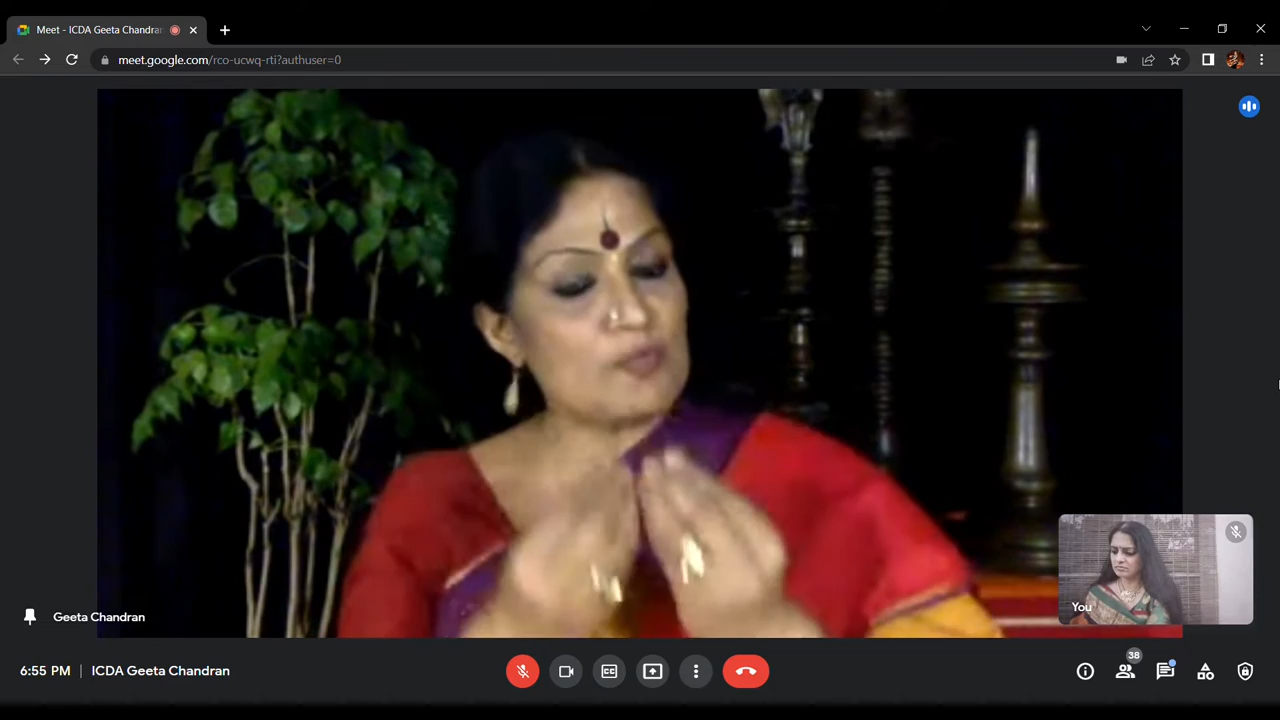 Meet - ICDA Geeta Chandran
meet.google.com/rco-ucwq-rti?authuser=0
Geeta Chandran
You
6:55 PM | ICDA Geeta Chandran
CC
38